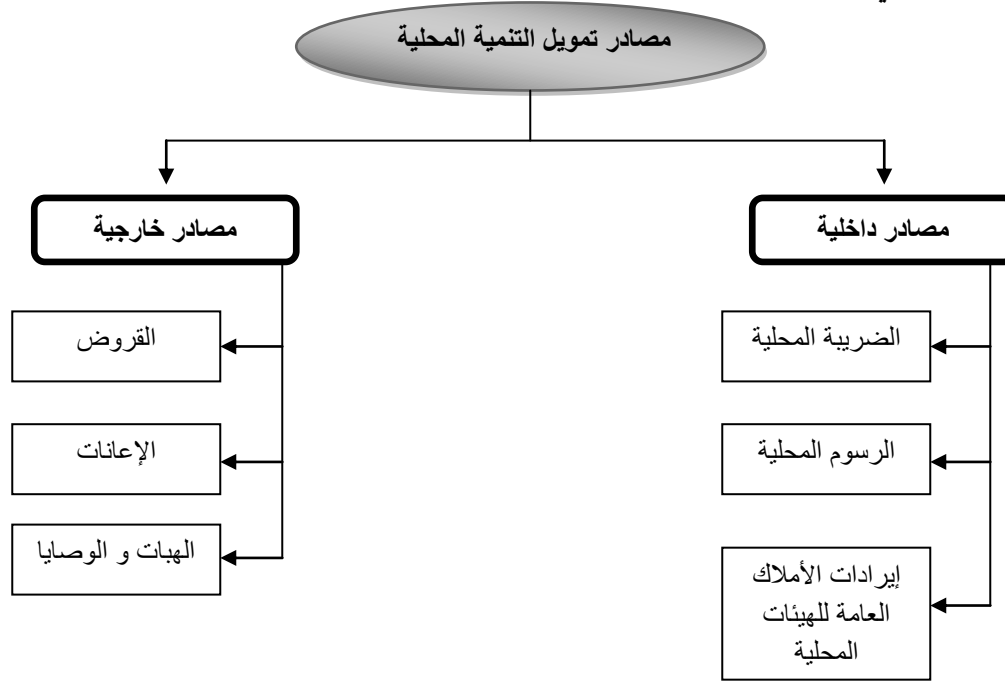 مصادر تمويل التنمية المحلية
مصادر داخلية
الضريبة المحلية
الرسوم المحلية
إيرادات الأملاك
العامة للهيئات
المحلية
مصادر خارجية
القروض
الإعانات
الهبات و الوصايا